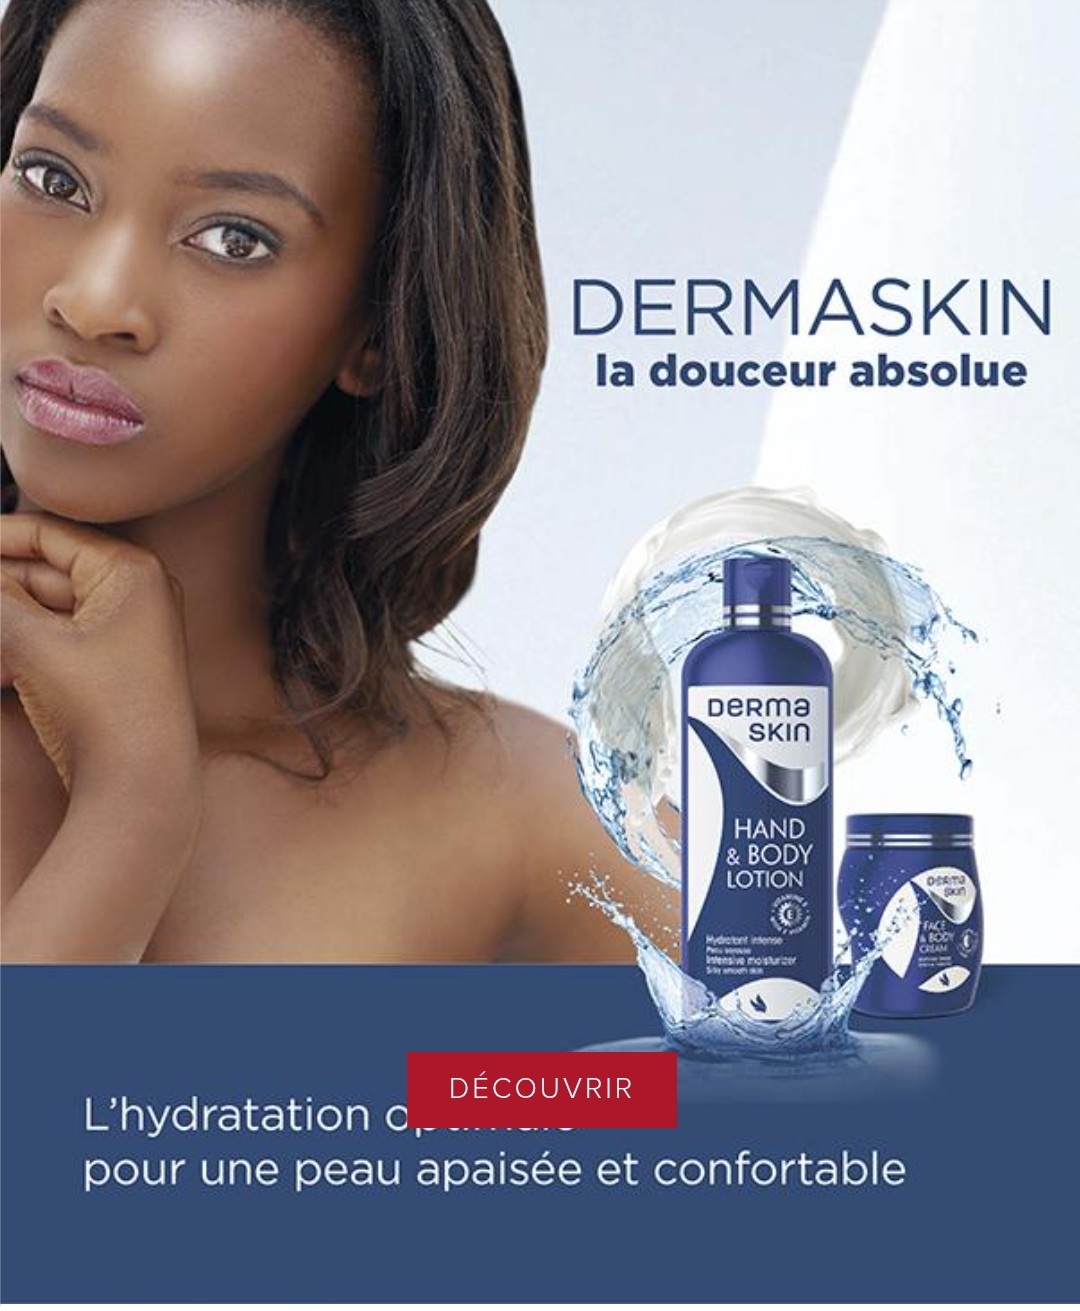 DERMASKIN
la douceur absolue
DERMA
SKIN
HAND
& BODY
LOTION
Hydratant intense
Intensive moisturizer
Silky smooth skin
DERMA
SKIN
FACE
& BODY
CREAM
DÉCOUVRIR
L'hydratation
pour une peau apaisée et confortable